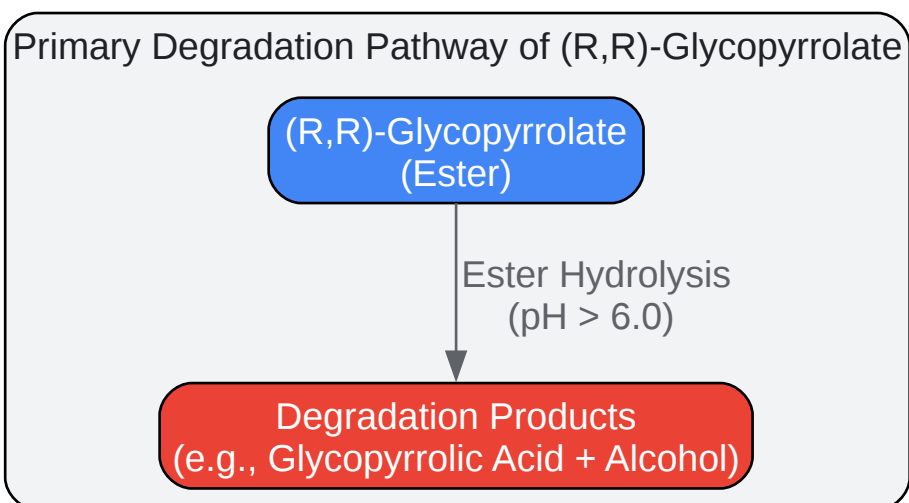 Primary Degradation Pathway of (R,R)-Glycopyrrolate
(R,R)-Glycopyrrolate
(Ester)
Ester Hydrolysis
(pH > 6.0)
Degradation Products
(e.g., Glycopyrrolic Acid + Alcohol)